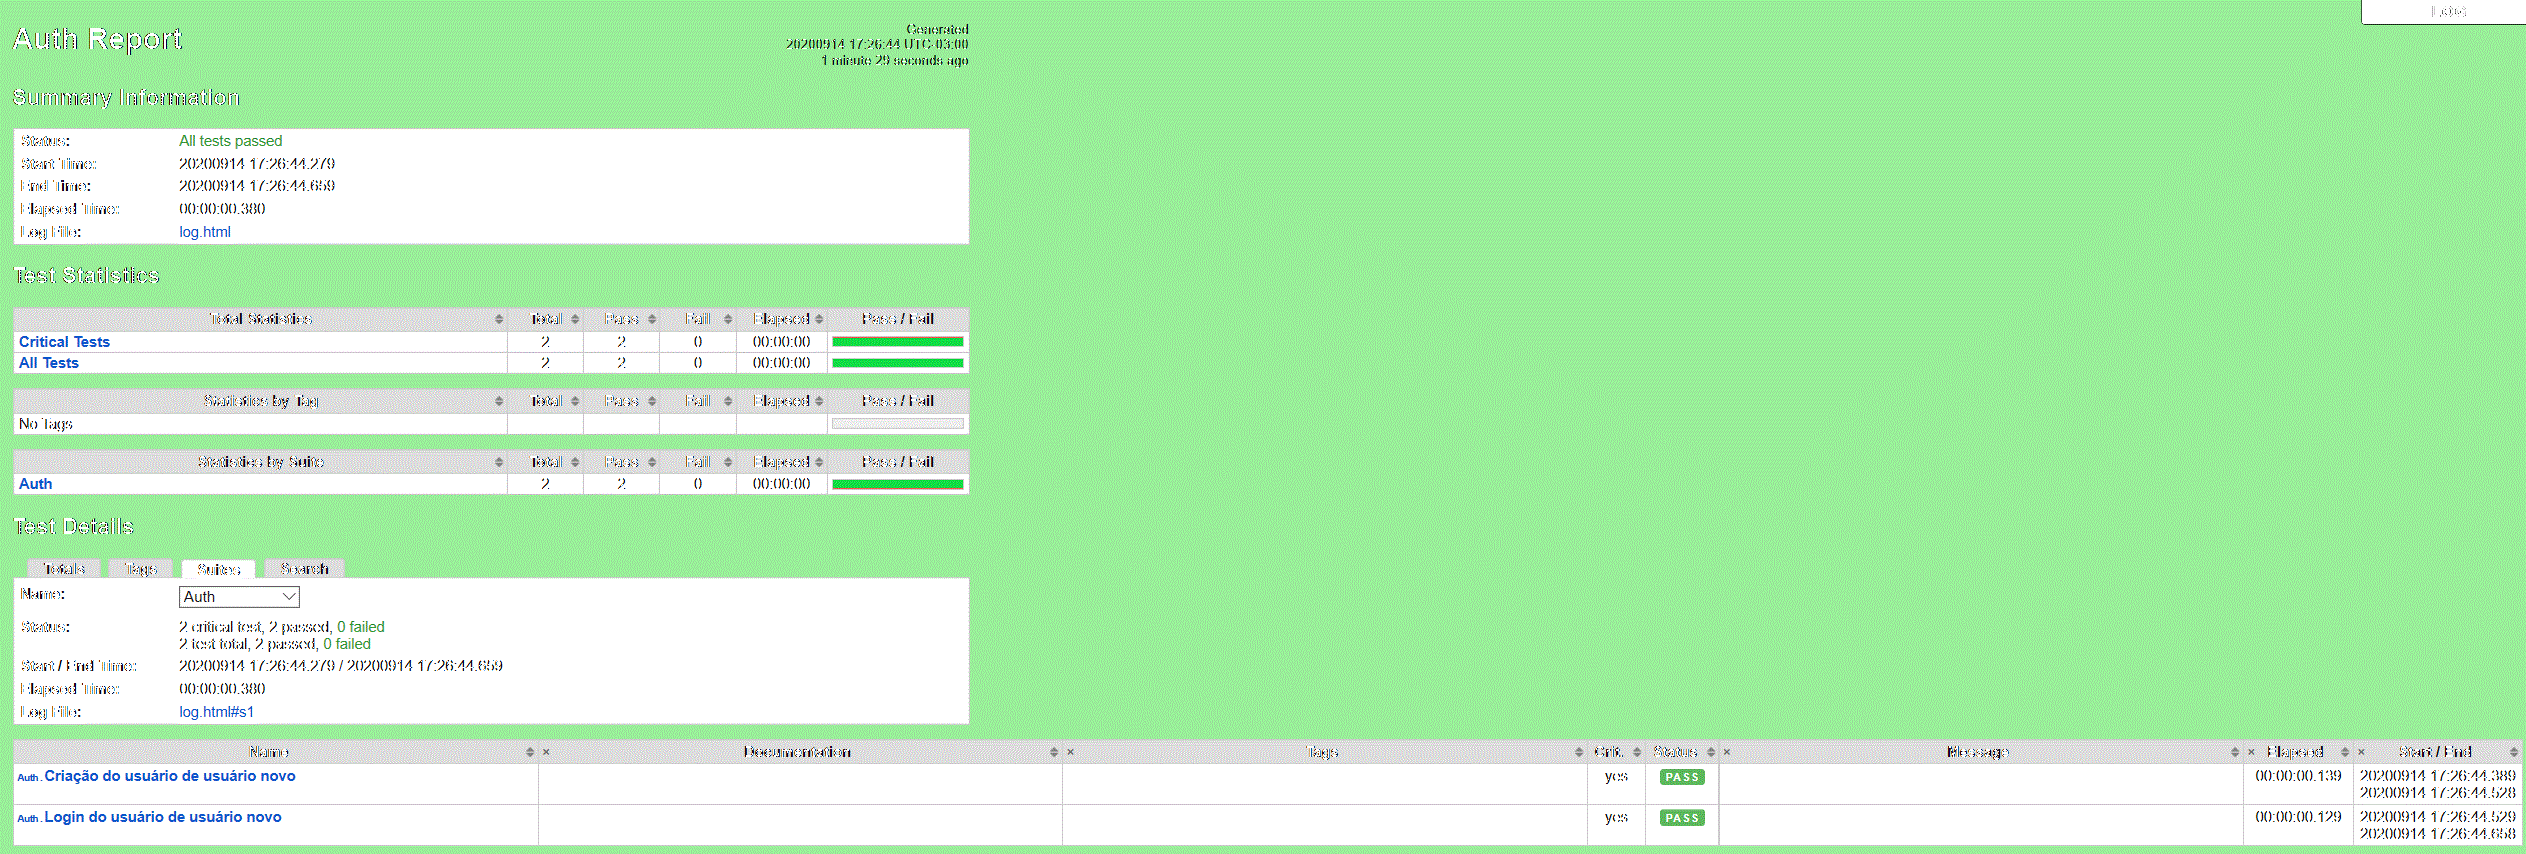 LOG
Auth Report
Generated
20200914 17:26:44 UTC-03:00
1 minute 29 seconds ago
Summary Information
Status: All tests passed
Start Time: 20200914 17:26:44.279
End Time: 20200914 17:26:44.659
Elapsed Time: 00:00:00.380
Log File: log.html
Test Statistics
Total Statistics Total Pass Fail Elapsed Pass / Fail
Critical Tests 2 2 0 00:00:00
All Tests 2 2 0 00:00:00
Statistics by Tag Total Pass Fail Elapsed Pass / Fail
No Tags
Statistics by Suite Total Pass Fail Elapsed Pass / Fail
Auth 2 2 0 00:00:00
Test Details
Totals Tags Suites Search
Name: Auth
Status: 2 critical test, 2 passed, 0 failed
2 test total, 2 passed, 0 failed
Start / End Time: 20200914 17:26:44.279 / 20200914 17:26:44.659
Elapsed Time: 00:00:00.380
Log File: log.html#s1
Name × Documentation × Tags Crit. Status × Message × Elapsed × Start / End
Auth . Criação do usuário de usuário novo yes PASS 00:00:00.139 20200914 17:26:44.389
20200914 17:26:44.528
Auth . Login do usuário de usuário novo yes PASS 00:00:00.129 20200914 17:26:44.529
20200914 17:26:44.658